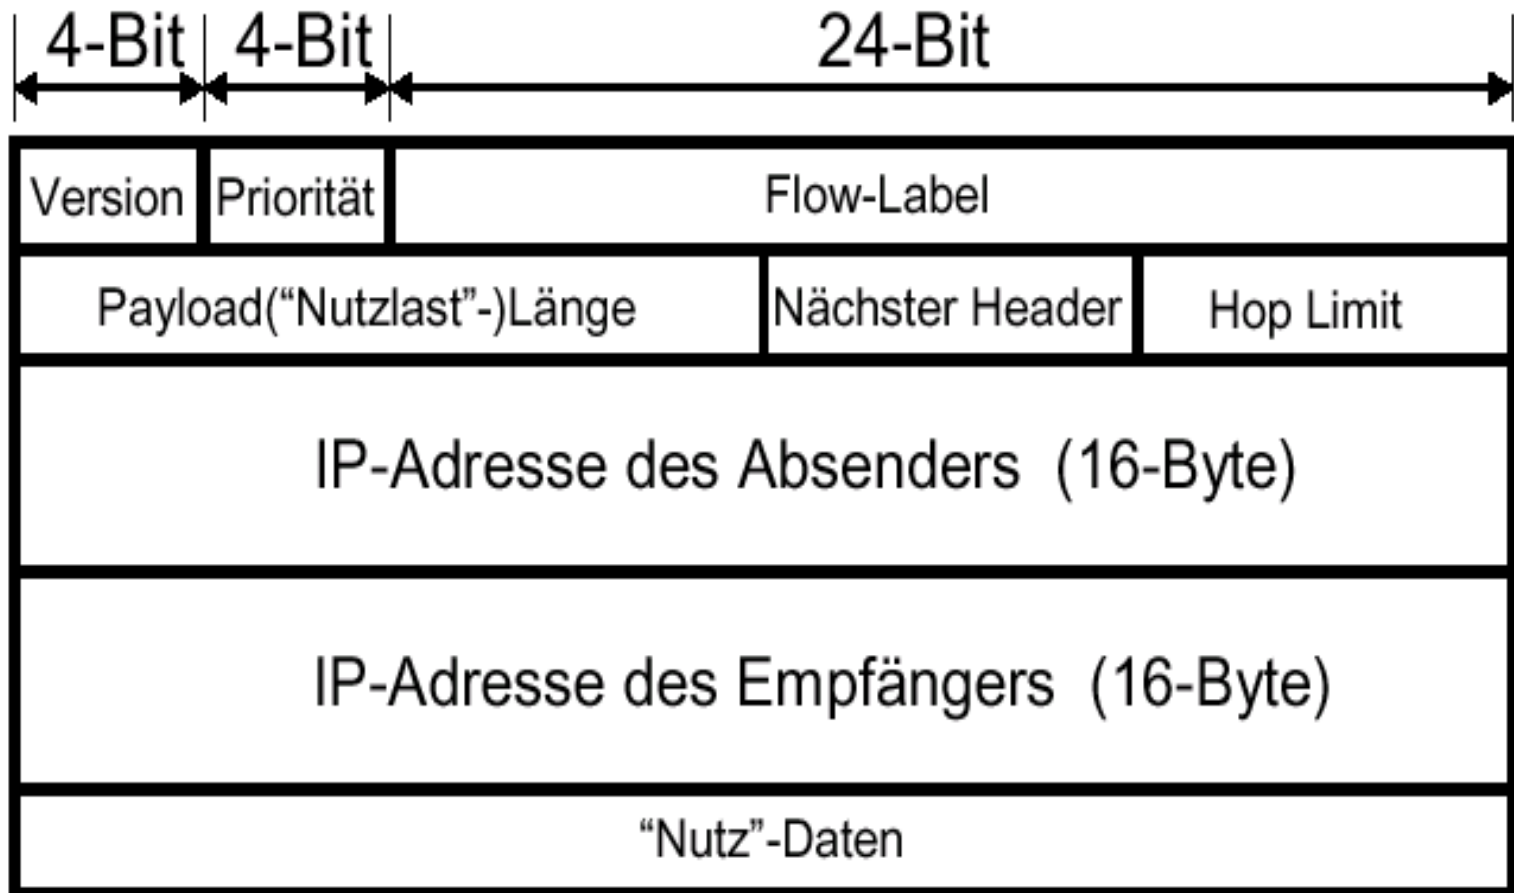 4-Bit 4-Bit 24-Bit
Version Priorität Flow-Label
Payload(“Nutzlast”-)Länge Nächster Header Hop Limit
IP-Adresse des Absenders (16-Byte)
IP-Adresse des Empfängers (16-Byte)
“Nutz”-Daten